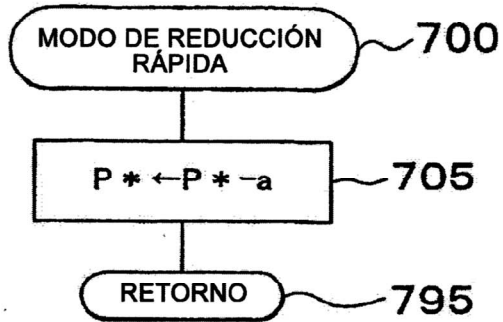 MODO DE REDUCCIÓN
RÁPIDA
700
P * ←P * -a
705
RETORNO
795